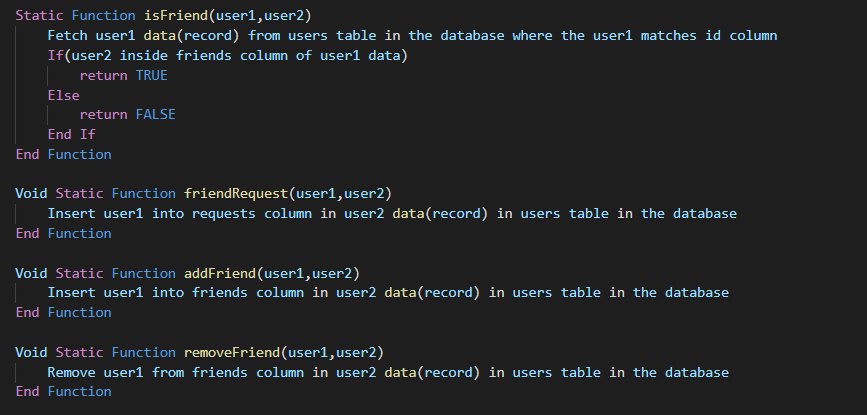 Static Function isFriend(user1,user2)
Fetch user1 data(record) from users table in the database where the user1 matches id column
If(user2 inside friends column of user1 data)
return TRUE
Else
return FALSE
End If
End Function
Void Static Function friendRequest(user1,user2)
Insert user1 into requests column in user2 data(record) in users table in the database
End Function
Void Static Function addFriend(user1,user2)
Insert user1 into friends column in user2 data(record) in users table in the database
End Function
Void Static Function removeFriend(user1,user2)
Remove user1 from friends column in user2 data(record) in users table in the database
End Function